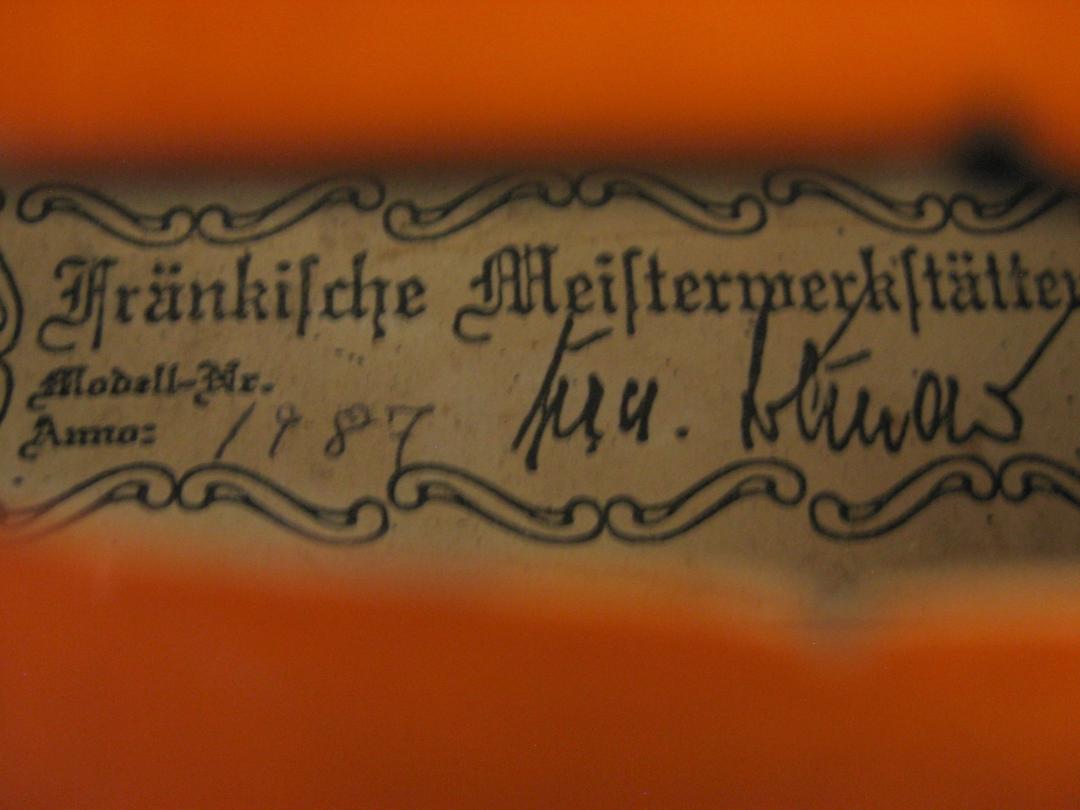 Fränkische Meisterwerkstätten
Modell-Nr.
Anno: 1987